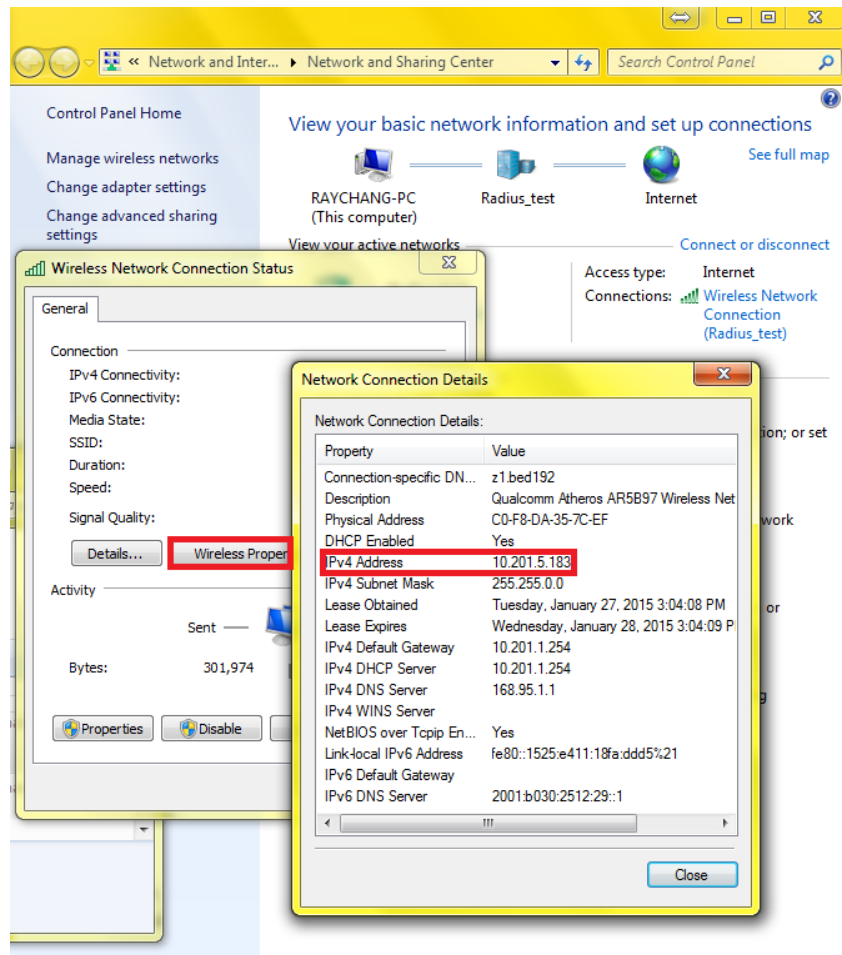 « Network and Inter... ▸ Network and Sharing Center
Search Control Panel
Control Panel Home
Manage wireless networks
Change adapter settings
Change advanced sharing
settings
View your basic network information and set up connections
See full map
RAYCHANG-PC
(This computer)
Radius_test
Internet
View your active networks
Connect or disconnect
Access type: Internet
Connections: Wireless Network
Connection
(Radius_test)
ion; or set
work
or
Wireless Network Connection Status
General
Connection
IPv4 Connectivity:
IPv6 Connectivity:
Media State:
SSID:
Duration:
Speed:
Signal Quality:
Details...
Wireless Proper
Activity
Sent
Bytes: 301,974
Properties
Disable
Network Connection Details
Network Connection Details:
Property Value
Connection-specific DN... z1.bed192
Description Qualcomm Atheros AR5B97 Wireless Net
Physical Address C0-F8-DA-35-7C-EF
DHCP Enabled Yes
IPv4 Address 10.201.5.183
IPv4 Subnet Mask 255.255.0.0
Lease Obtained Tuesday, January 27, 2015 3:04:08 PM
Lease Expires Wednesday, January 28, 2015 3:04:09 P
IPv4 Default Gateway 10.201.1.254
IPv4 DHCP Server 10.201.1.254
IPv4 DNS Server 168.95.1.1
IPv4 WINS Server
NetBIOS over Tcpip En... Yes
Link-local IPv6 Address fe80::1525:e411:18fa:ddd5%21
IPv6 Default Gateway
IPv6 DNS Server 2001:b030:2512:29::1
Close